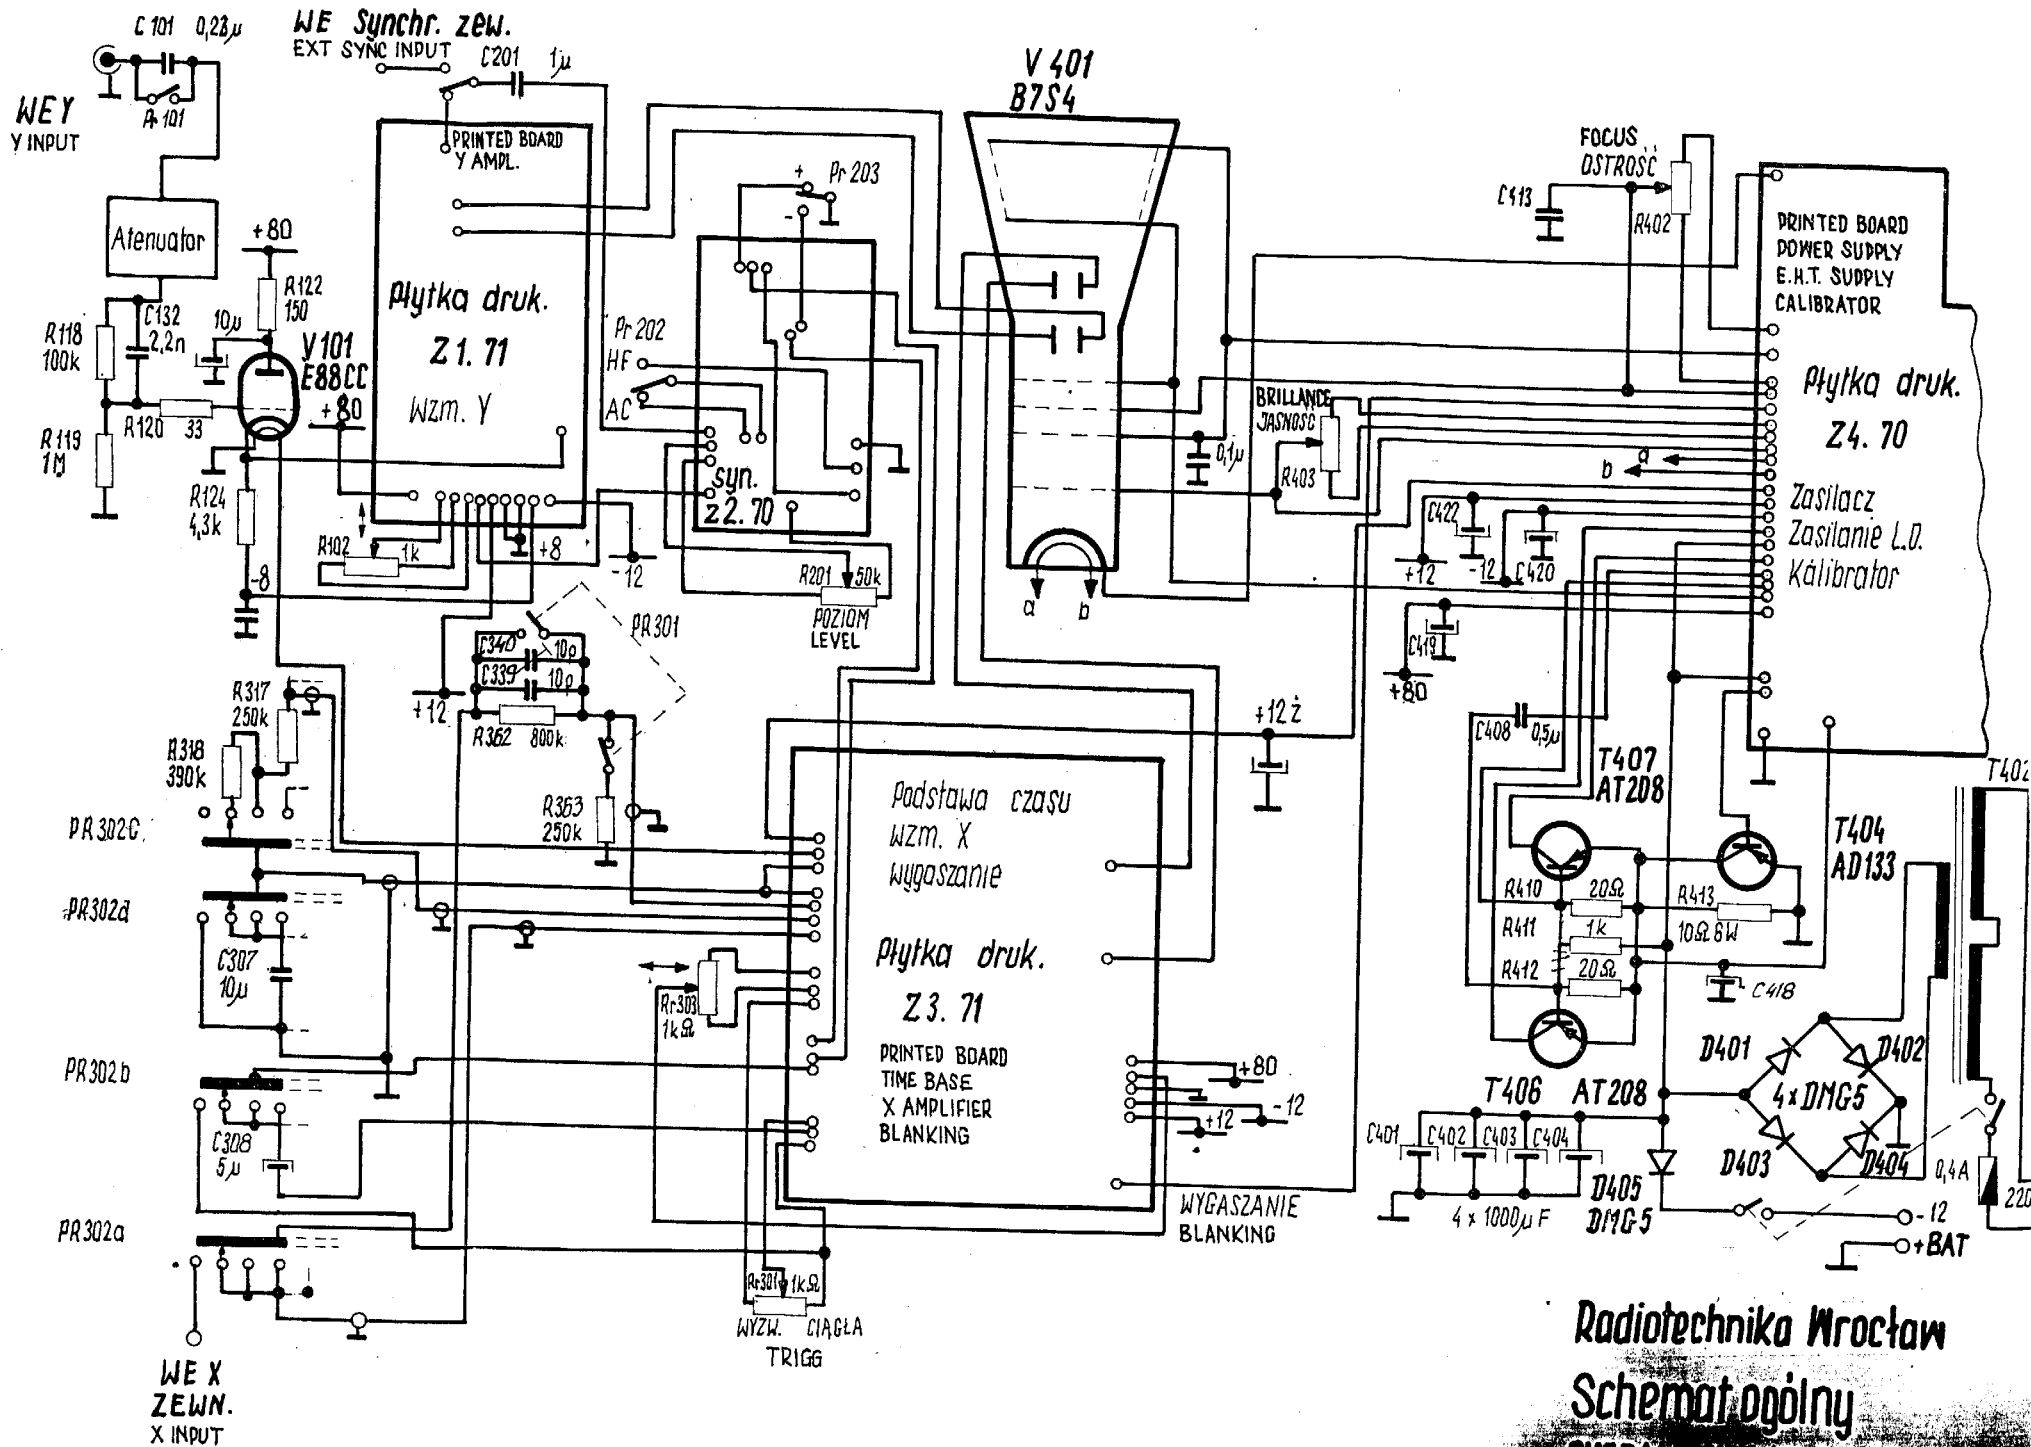 C101 0,23µ
WE Synchr. zew.
EXT SYNC INPUT
C201
1µ
WEY
Y INPUT
Pr101
V 401
B7S4
PRINTED BOARD
Y AMPL.
Atenuator
+80
R122
150
10µ
C132
2,2n
R118
100k
V101
E88CC
+80
R120 33
R119
1M
R124
4,3k
-8
Płytka druk.
Z1.71
Wzm. Y
R102
1k
+8
-12
+
Pr 203
-
Pr 202
HF
AC
syn.
Z2.70
R201
50k
POZIOM
LEVEL
a
b
FOCUS
OSTROŚĆ
C413
R402
BRILLANCE
JASNOŚĆ
R403
0,1µ
a
b
C422
+12
-12
C420
C419
+80
PRINTED BOARD
POWER SUPPLY
E.H.T. SUPPLY
CALIBRATOR
Płytka druk.
Z4.70
Zasilacz
Zasilanie L.O.
Kalibrator
PR301
C340
10p
C339
10p
+12
R362
800k
R363
250k
R317
250k
R318
390k
PR302C
PR302d
C307
10µ
PR302b
C308
5µ
PR302a
WE X
ZEWN.
X INPUT
+12 ż
Podstawa czasu
Wzm. X
Wygaszanie
Płytka druk.
Z3.71
PRINTED BOARD
TIME BASE
X AMPLIFIER
BLANKING
Rr303
1kΩ
+80
-12
+12
WYGASZANIE
BLANKING
Rr301
1kΩ
WYZW. CIĄGŁA
TRIGG
C408
0,5µ
T407
AT208
T404
AD133
T402
R410
20Ω
R413
R411
1k
10Ω 8W
R412
20Ω
C418
T406 AT208
D401
D402
4xDMG5
D403
D404
C401
C402
C403
C404
4 x 1000µF
D405
DMG5
0,4A
220
-12
+BAT
Radiotechnika Wrocław
Schemat ogólny